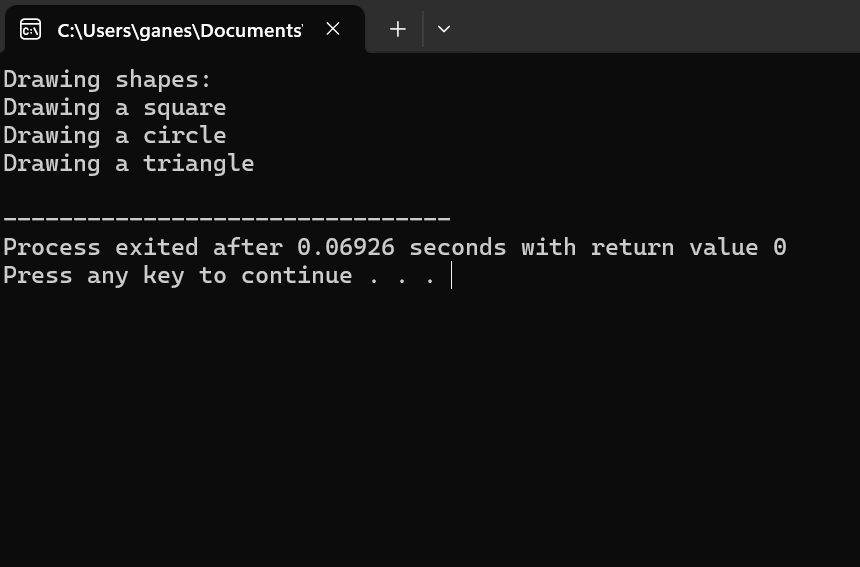 C:\Users\ganes\Documents'
Drawing shapes:
Drawing a square
Drawing a circle
Drawing a triangle
--------------------------------
Process exited after 0.06926 seconds with return value 0
Press any key to continue . . .